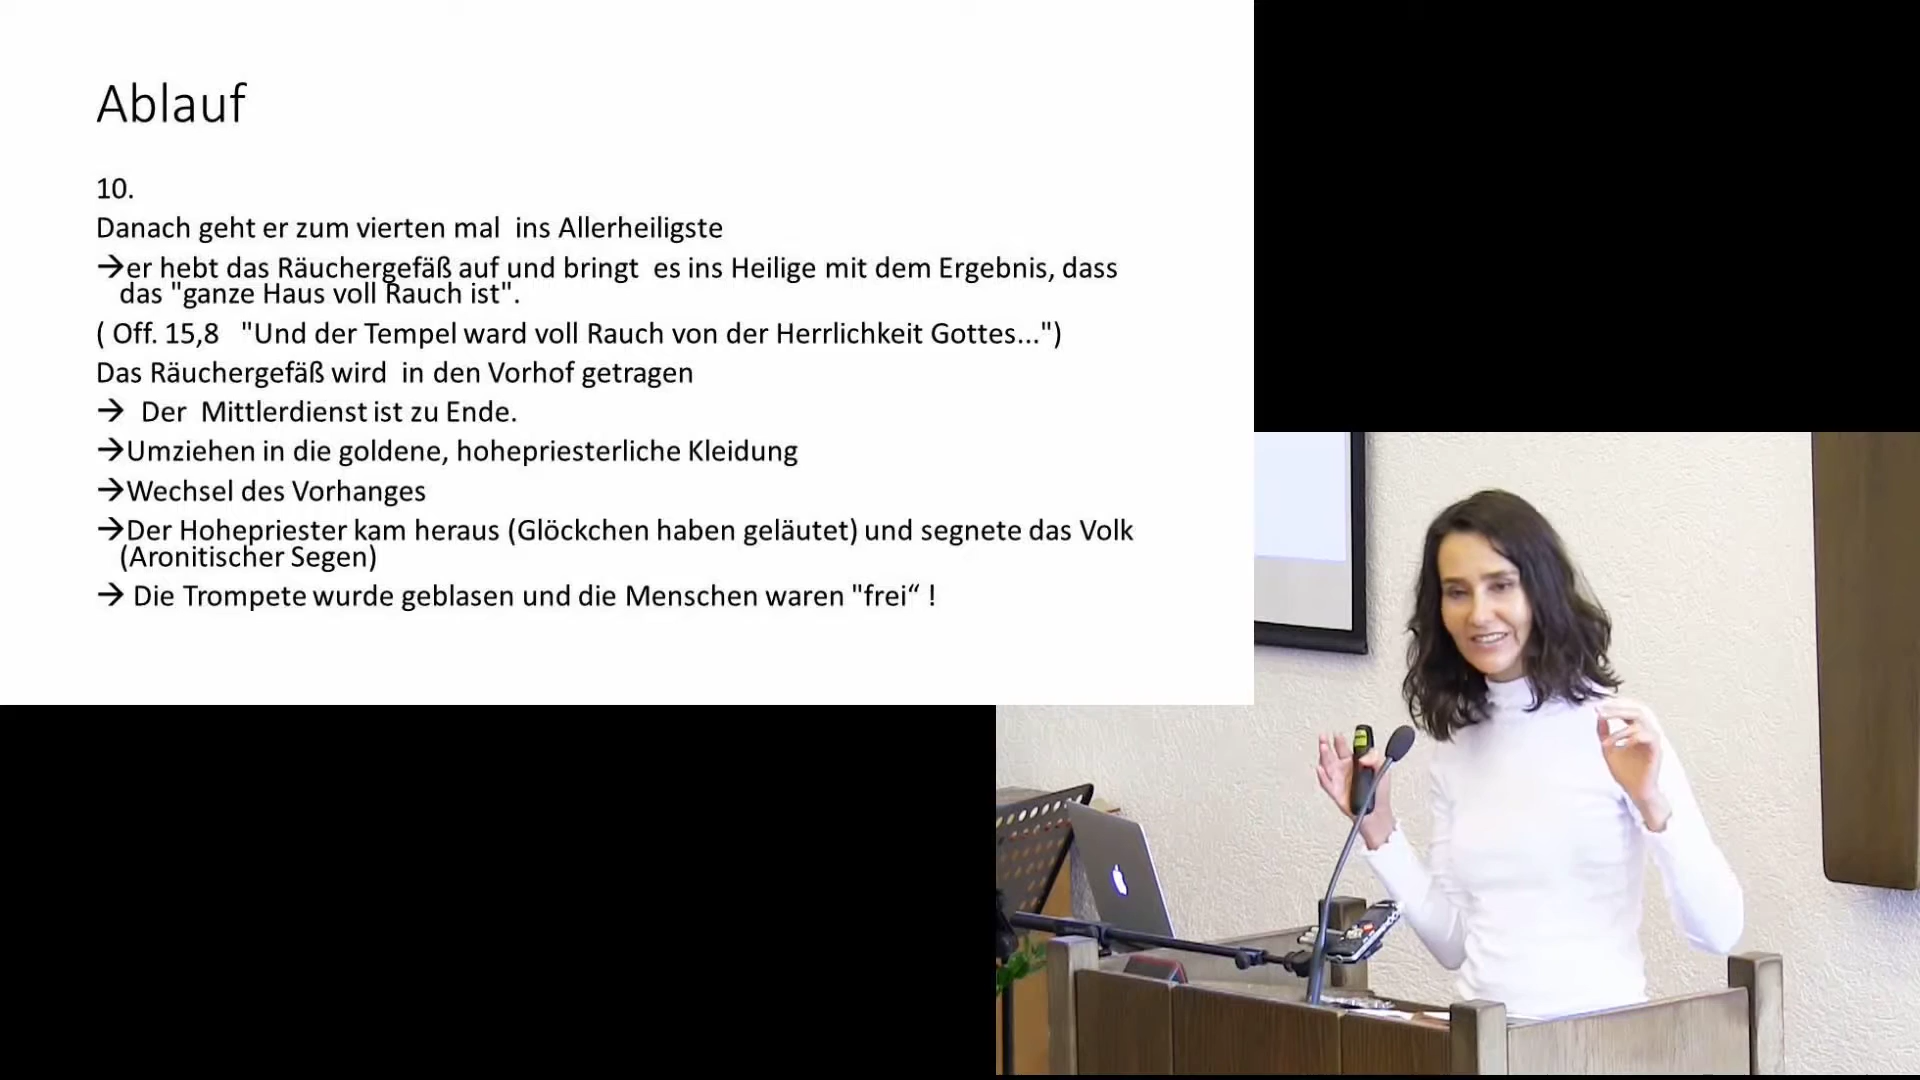 Ablauf
10.
Danach geht er zum vierten mal  ins Allerheiligste
→er hebt das Räuchergefäß auf und bringt  es ins Heilige mit dem Ergebnis, dass
das "ganze Haus voll Rauch ist".
( Off. 15,8   "Und der Tempel ward voll Rauch von der Herrlichkeit Gottes...")
Das Räuchergefäß wird  in den Vorhof getragen
→  Der  Mittlerdienst ist zu Ende.
→Umziehen in die goldene, hohepriesterliche Kleidung
→Wechsel des Vorhanges
→Der Hohepriester kam heraus (Glöckchen haben geläutet) und segnete das Volk
(Aronitischer Segen)
→ Die Trompete wurde geblasen und die Menschen waren "frei“ !